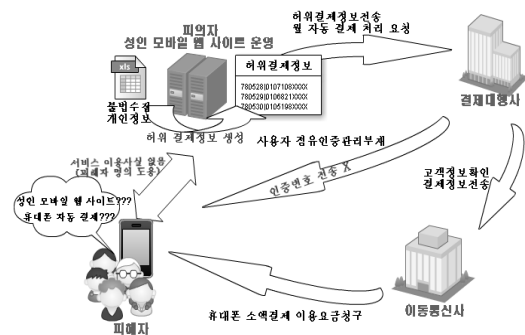 피의자
성인 모바일 웹 사이트 운영
허위결제정보전송
월 자동 결제 처리 요청
xls
불법수집
개인정보
허위결제정보
780528|0107108XXXX
780529|0106821XXXX
780530|0105198XXXX
허위 결제정보 생성
결제대행사
사용자 점유인증관리부재
인증번호 전송 X
서비스 이용사실 없음
(피해자 명의 도용)
고객정보확인
결제정보전송
성인 모바일 웹 사이트???
휴대폰 자동 결제???
피해자
휴대폰 소액결제 이용요금청구
이동통신사